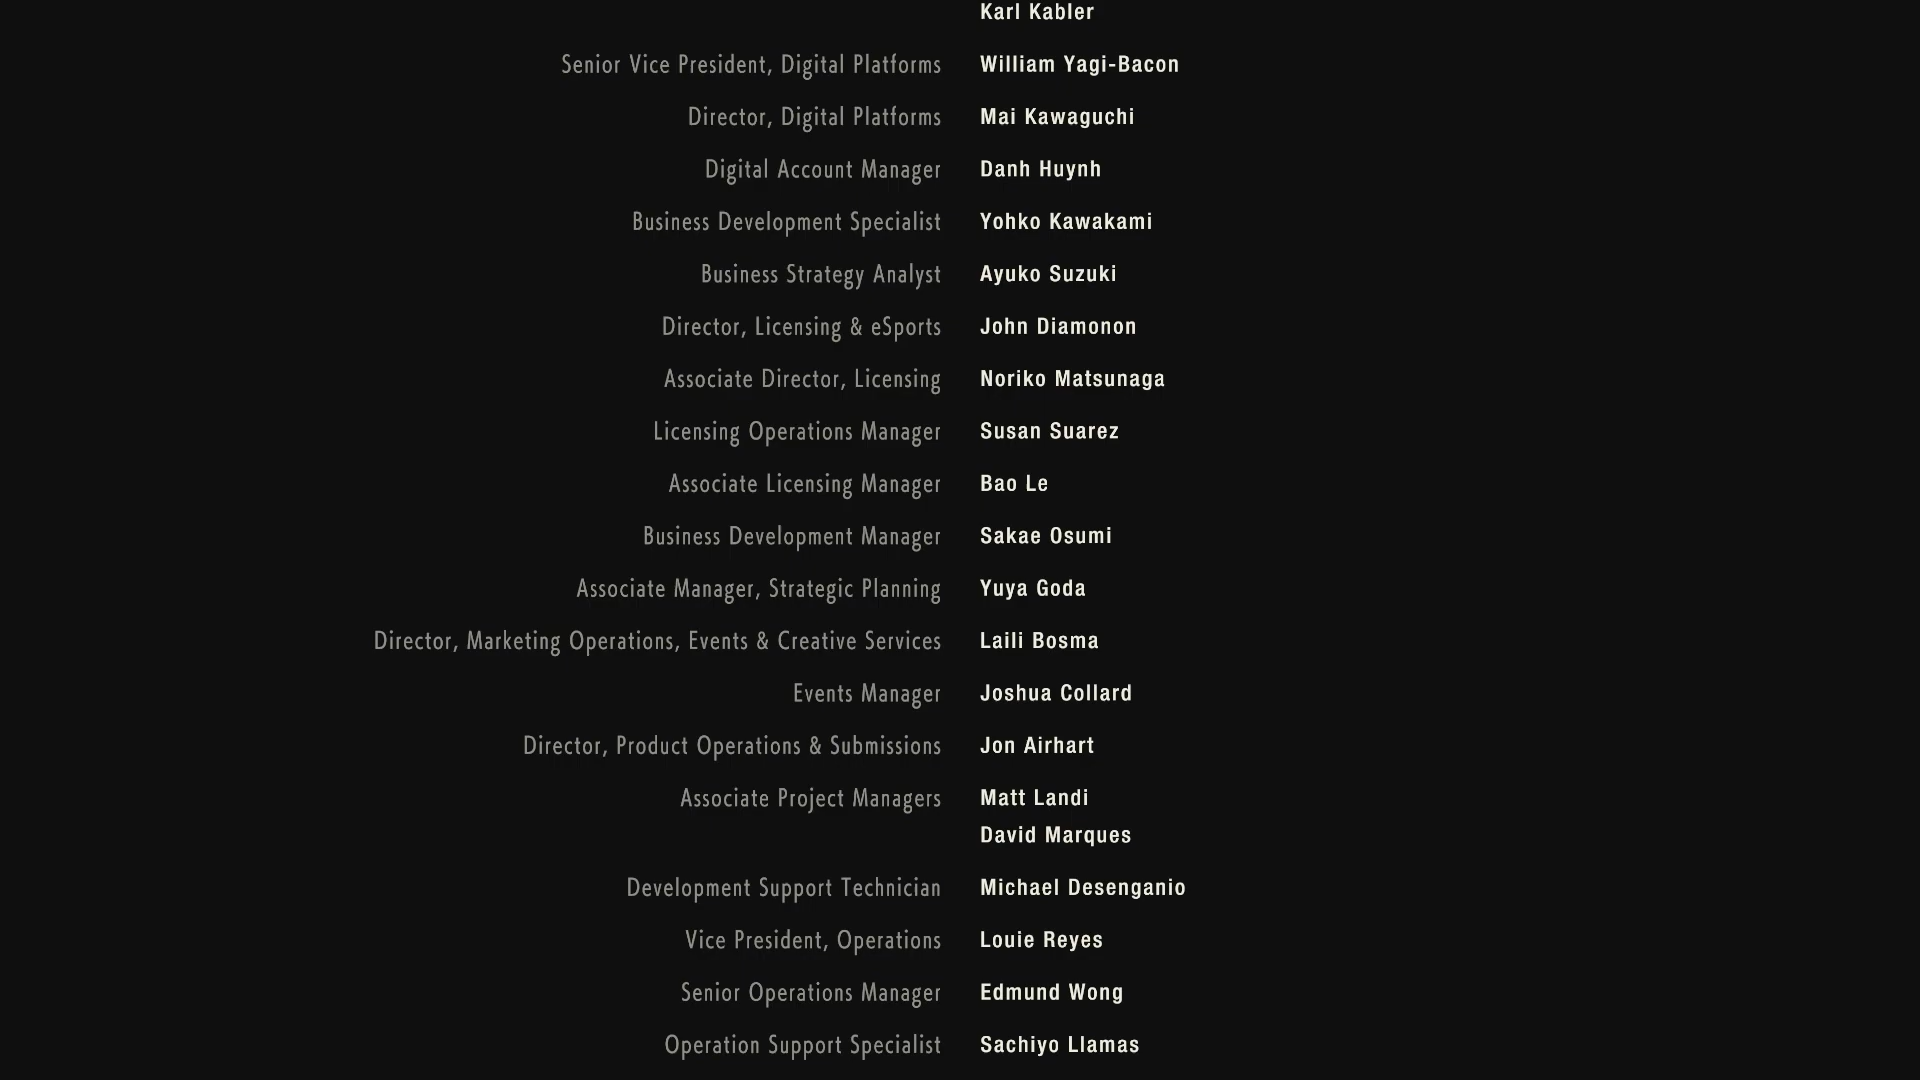 Karl Kabler
Senior Vice President, Digital Platforms William Yagi-Bacon
Director, Digital Platforms Mai Kawaguchi
Digital Account Manager Danh Huynh
Business Development Specialist Yohko Kawakami
Business Strategy Analyst Ayuko Suzuki
Director, Licensing & eSports John Diamonon
Associate Director, Licensing Noriko Matsunaga
Licensing Operations Manager Susan Suarez
Associate Licensing Manager Bao Le
Business Development Manager Sakae Osumi
Associate Manager, Strategic Planning Yuya Goda
Director, Marketing Operations, Events & Creative Services Laili Bosma
Events Manager Joshua Collard
Director, Product Operations & Submissions Jon Airhart
Associate Project Managers Matt Landi
David Marques
Development Support Technician Michael Desenganio
Vice President, Operations Louie Reyes
Senior Operations Manager Edmund Wong
Operation Support Specialist Sachiyo Llamas